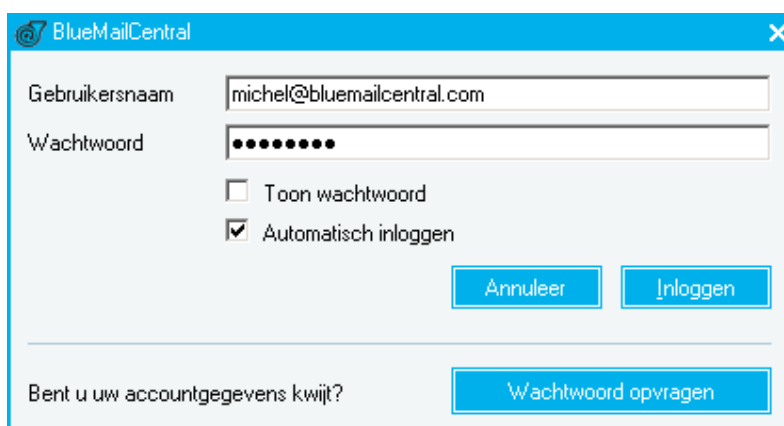 BlueMailCentral
Gebruikersnaam michel@bluemailcentral.com
Wachtwoord ●●●●●●●●
Toon wachtwoord
Automatisch inloggen
Annuleer Inloggen
Bent u uw accountgegevens kwijt? Wachtwoord opvragen